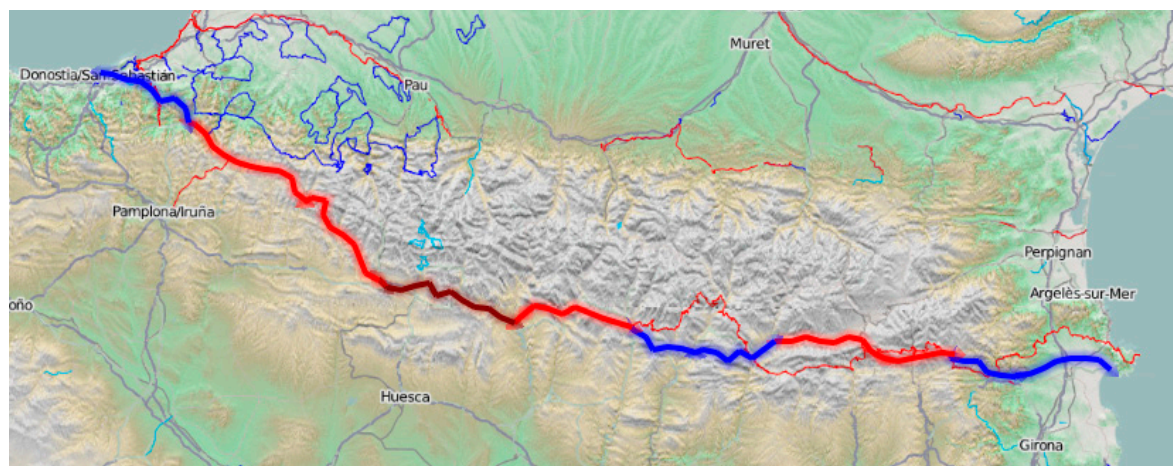 Muret
Donostia/San Sebastián
Pau
Pamplona/Iruña
Perpignan
Argelès-sur-Mer
oño
Huesca
Girona